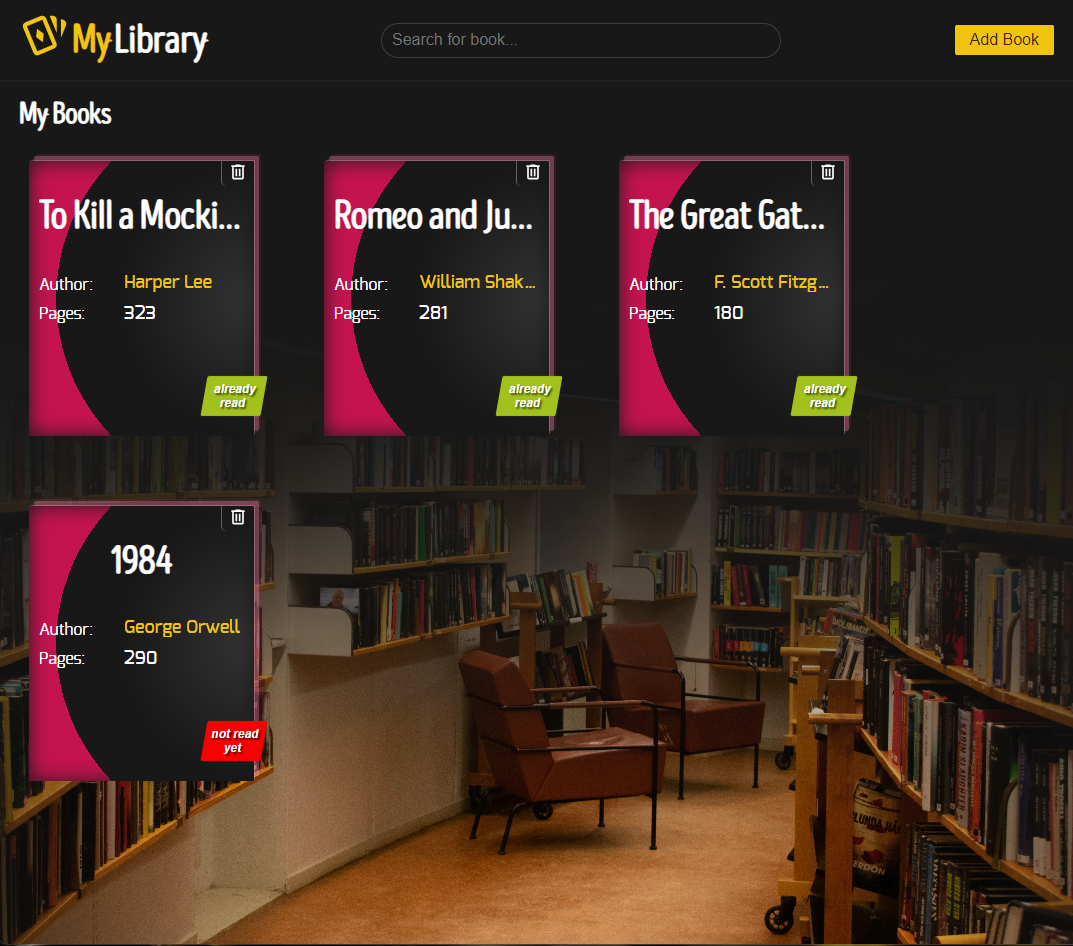 MyLibrary
Search for book...
Add Book
My Books
To Kill a Mocki...
Author: Harper Lee
Pages: 323
already
read
Romeo and Ju...
Author: William Shak...
Pages: 281
already
read
The Great Gat...
Author: F. Scott Fitzg...
Pages: 180
already
read
1984
Author: George Orwell
Pages: 290
not read
yet